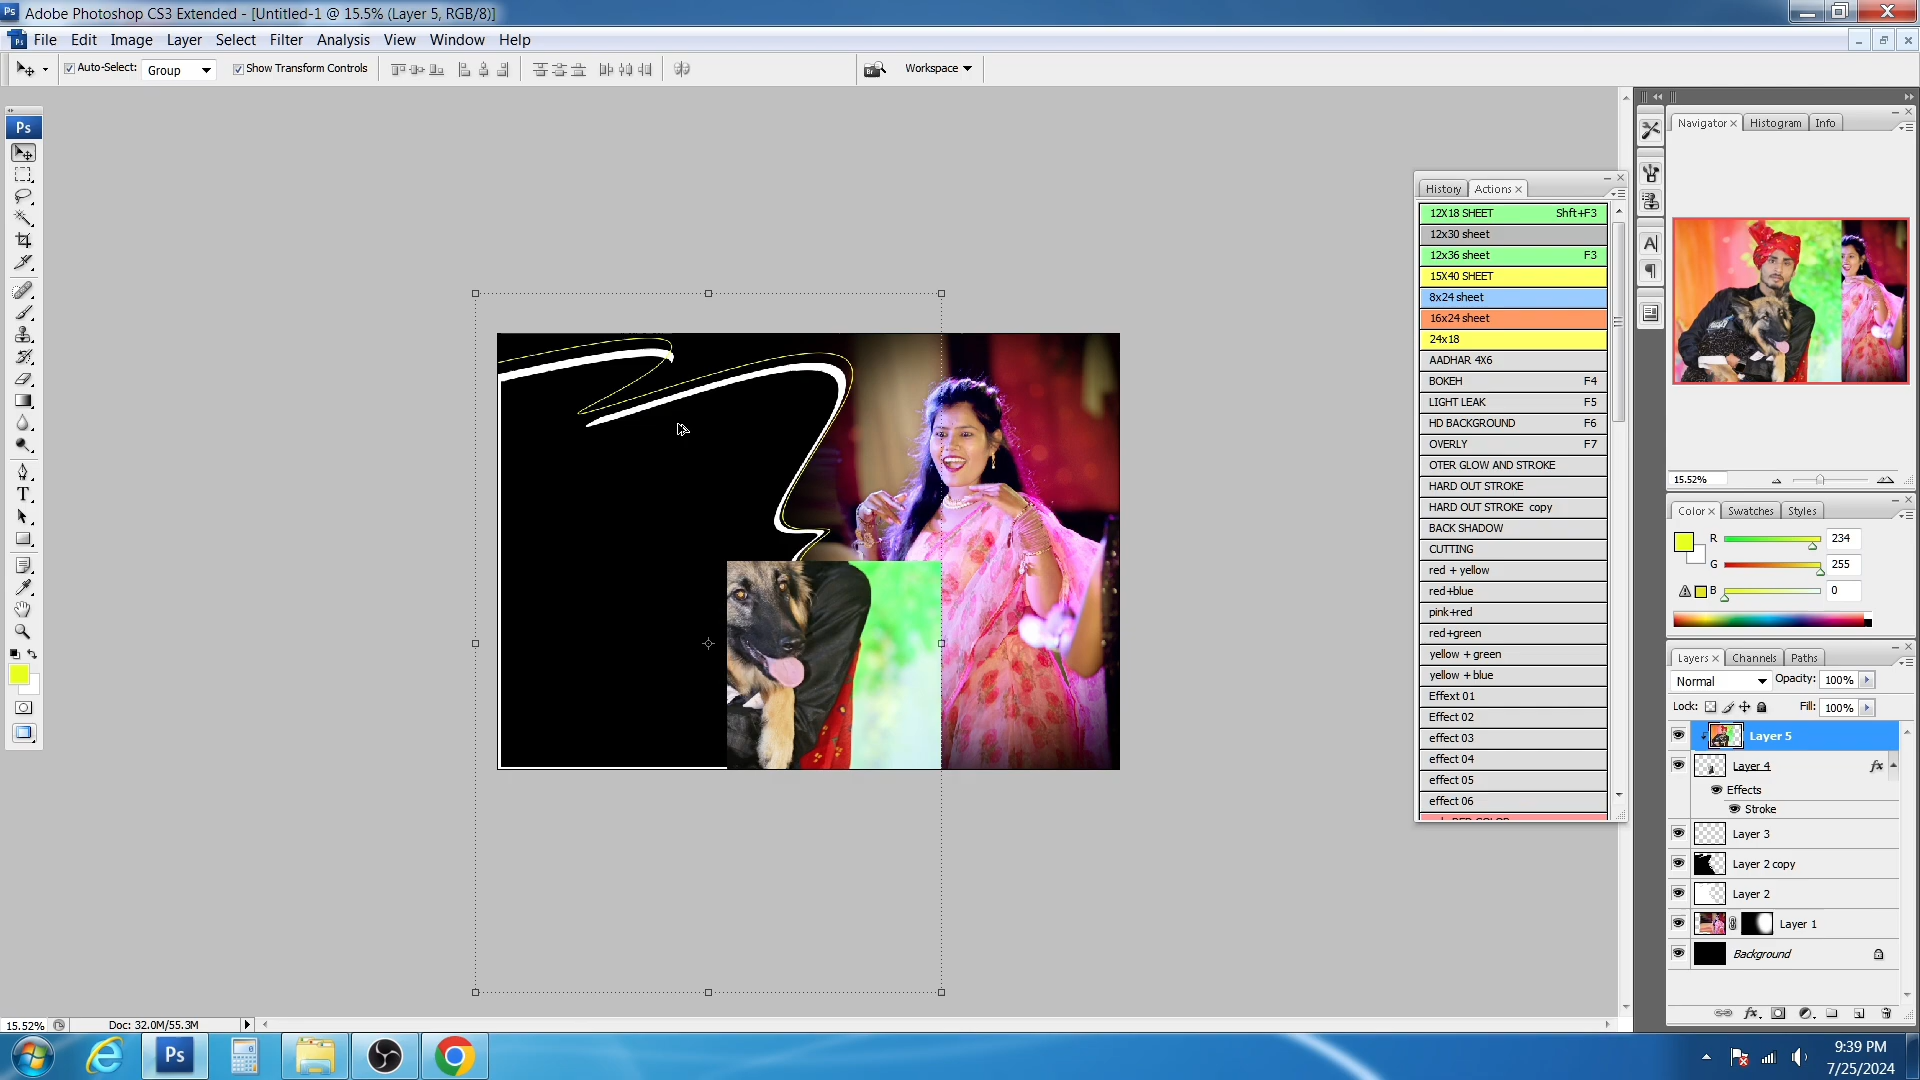 Ps Adobe Photoshop CS3 Extended - [Untitled-1 @ 15.5% (Layer 5, RGB/8)]
File Edit Image Layer Select Filter Analysis View Window Help
Auto-Select: Group Show Transform Controls Workspace
Ps
Navigator Histogram Info
History Actions
12X18 SHEET Shft+F3
12x30 sheet
12x36 sheet F3
15X40 SHEET
8x24 sheet
16x24 sheet
24x18
AADHAR 4X6
BOKEH F4
LIGHT LEAK F5
HD BACKGROUND F6
OVERLY F7
OTER GLOW AND STROKE
HARD OUT STROKE
HARD OUT STROKE copy
BACK SHADOW
CUTTING
red + yellow
red+blue
pink+red
red+green
yellow + green
yellow + blue
Effext 01
Effect 02
effect 03
effect 04
effect 05
effect 06
15.52%
Color Swatches Styles
R 234
G 255
B 0
Layers Channels Paths
Normal Opacity: 100%
Lock: Fill: 100%
Layer 5
Layer 4 fx
Effects
Stroke
Layer 3
Layer 2 copy
Layer 2
Layer 1
Background
15.52% Doc: 32.0M/55.3M
Ps
9:39 PM
7/25/2024